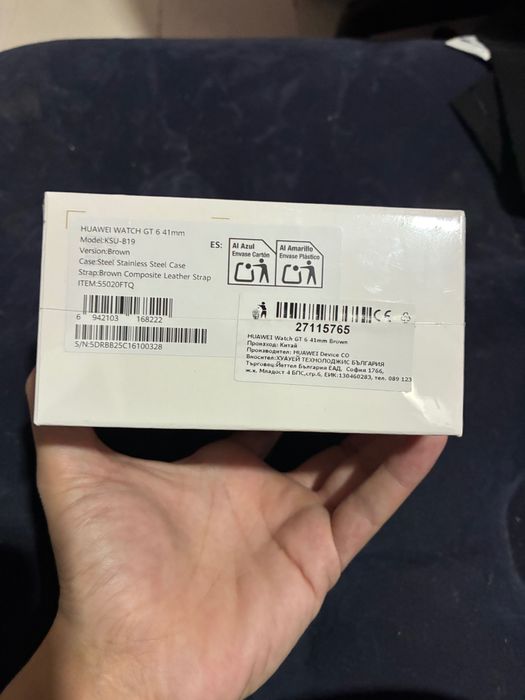 HUAWEI WATCH GT 6 41mm
Model:KSU-B19
Version:Brown
Case:Steel Stainless Steel Case
Strap:Brown Composite Leather Strap
ITEM:55020FTQ
6 942103 168222
S/N:5DRBB25C16100328
ES:
Al Azul
Envase Cartón
Al Amarillo
Envase Plástico
CE
27115765
HUAWEI Watch GT 6 41mm Brown
Произход: Китай
Производител: HUAWEI Device CO
Вносител:ХУАУЕЙ ТЕХНОЛОДЖИС БЪЛГАРИЯ
Търговец:Йеттел България ЕАД, София 1766,
ж.к. Младост 4 БПС,стр.6, ЕИК:130460283, тел. 089 123